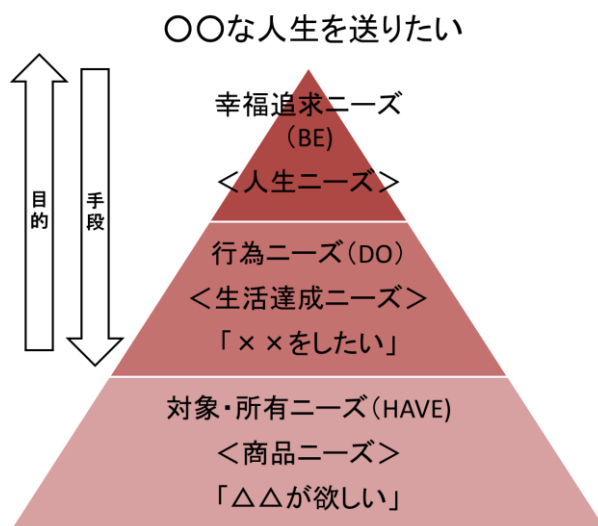 〇〇な人生を送りたい
目的
手段
幸福追求ニーズ
（BE）
＜人生ニーズ＞
行為ニーズ（DO）
＜生活達成ニーズ＞
「××をしたい」
対象・所有ニーズ（HAVE）
＜商品ニーズ＞
「△△が欲しい」